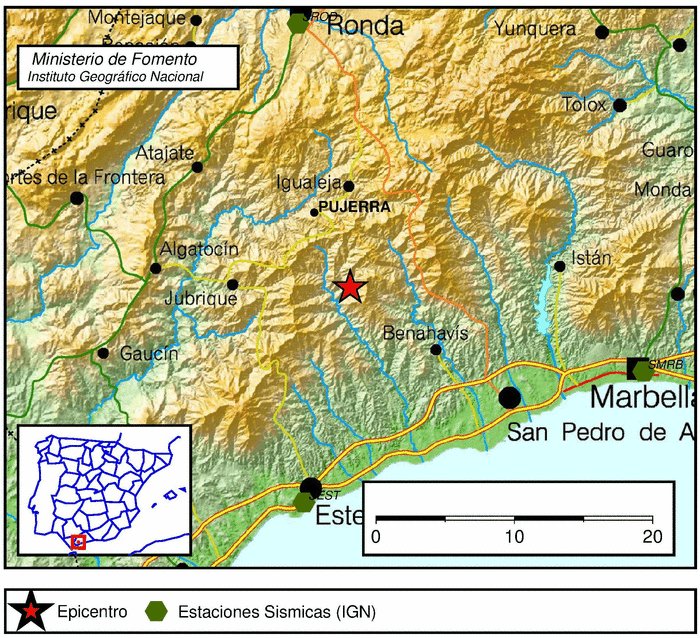 Montejaque
SROD
Ronda
Yunquera
Ministerio de Fomento
Instituto Geográfico Nacional
Tolox
rique
Atajate
Guaro
Igualeja
rtes de la Frontera
Monda
PUJERRA
Algatocín
Istán
Jubrique
Benahavís
Gaucín
SMRB
Marbella
San Pedro de A
SEST
Este
0 10 20
Epicentro
Estaciones Sismicas (IGN)